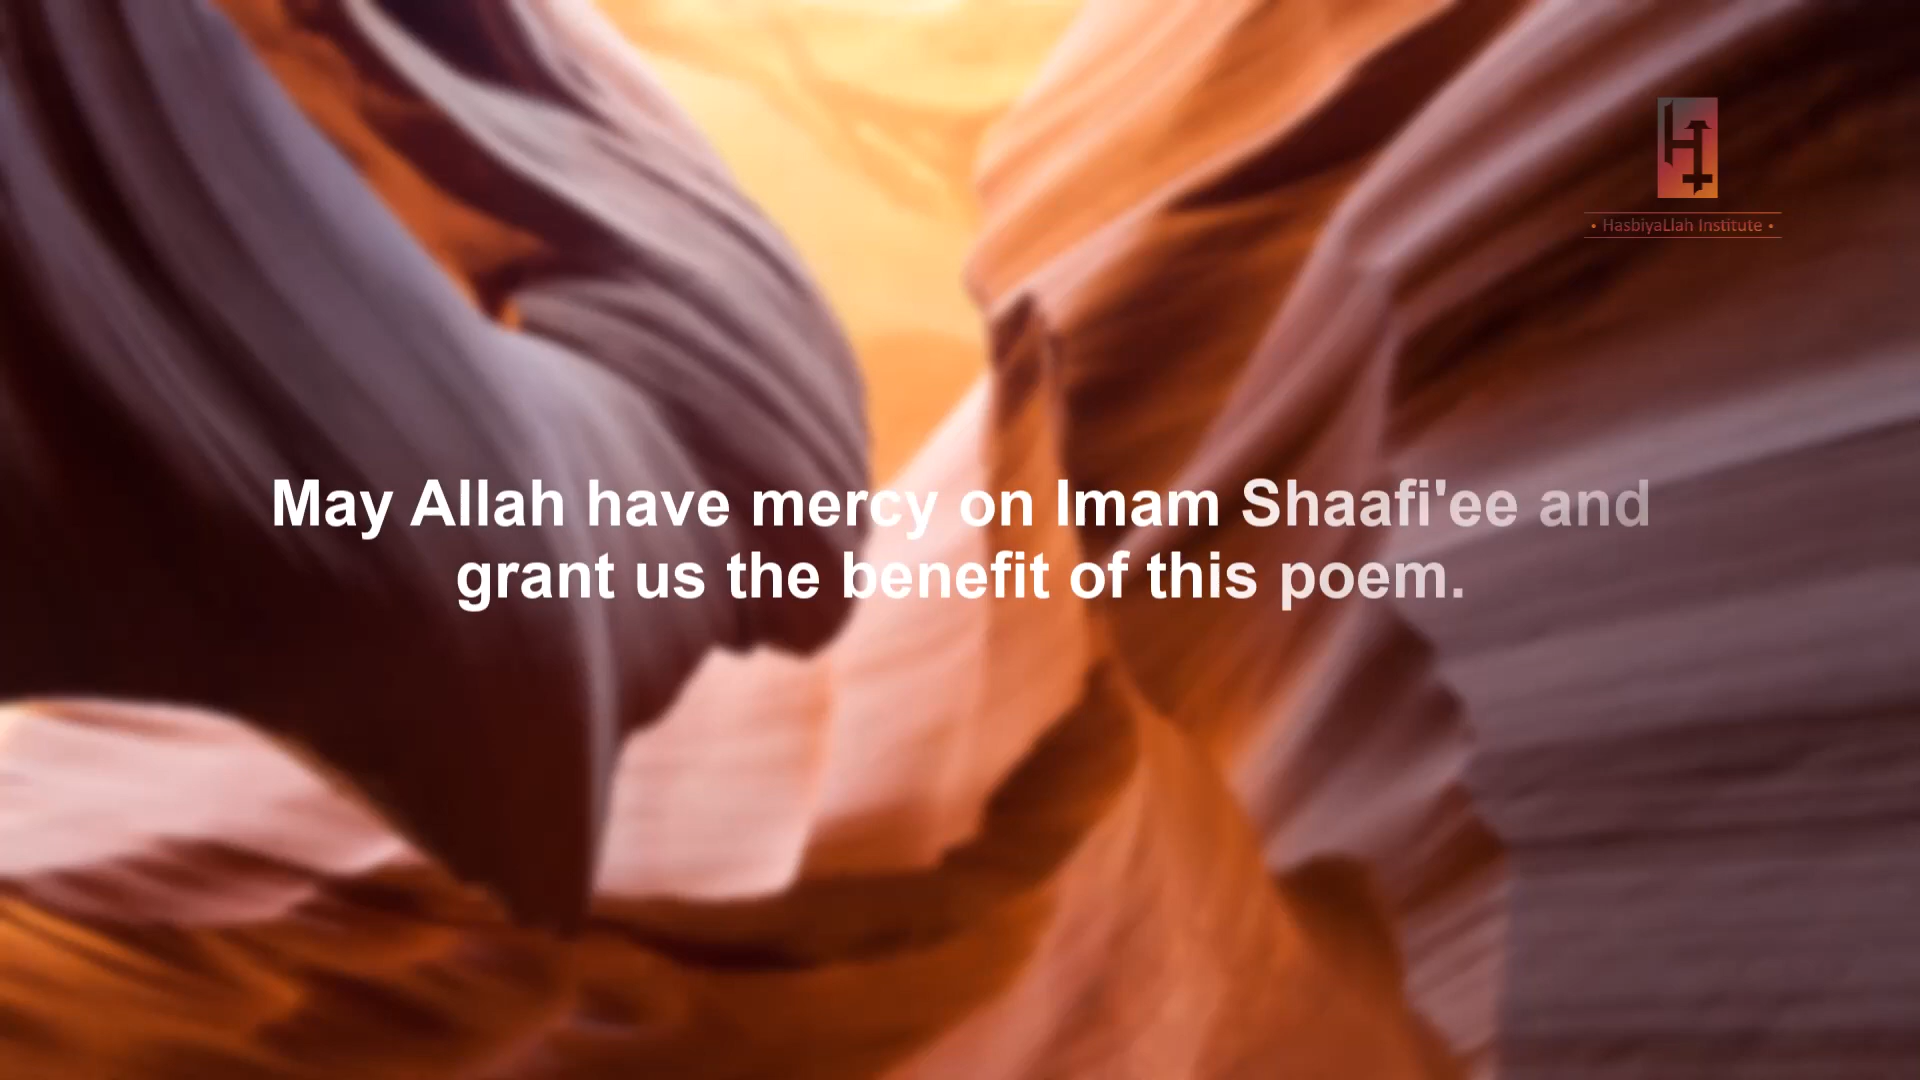 • HasbiyaLlah Institute •
May Allah have mercy on Imam Shaafi'ee and
grant us the benefit of this poem.